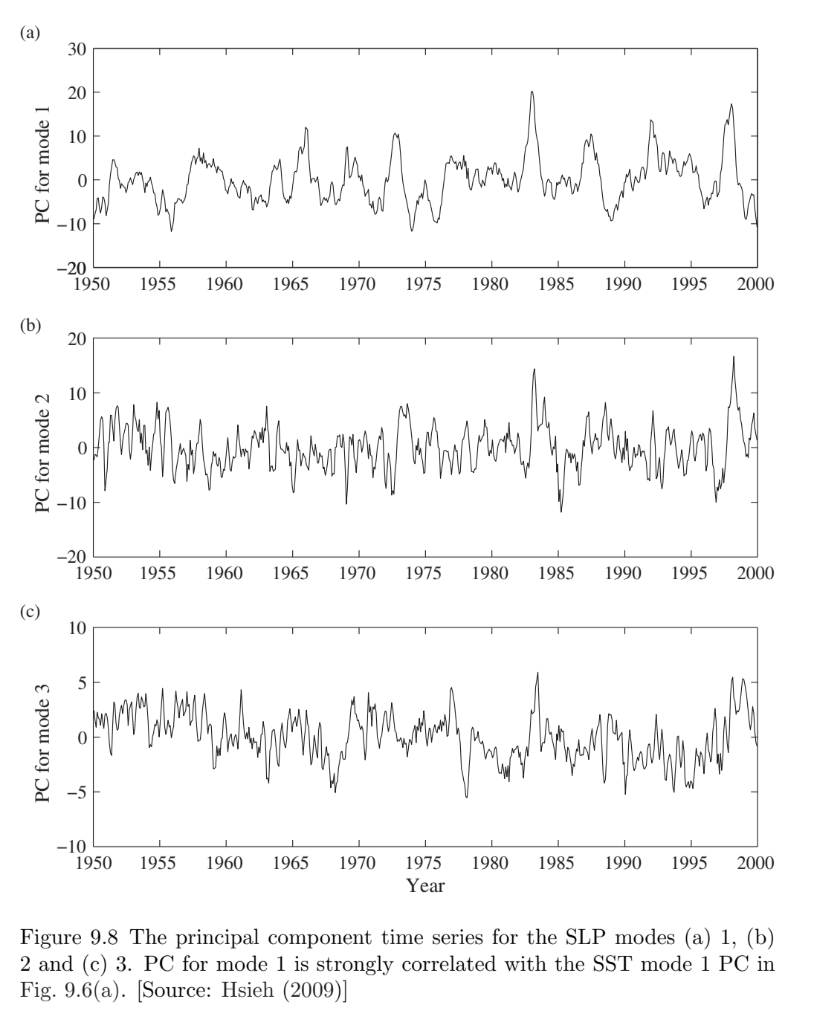 (a)
30
20
10
0
−10
−20
PC for mode 1
1950 1955 1960 1965 1970 1975 1980 1985 1990 1995 2000
(b)
20
10
0
−10
−20
PC for mode 2
1950 1955 1960 1965 1970 1975 1980 1985 1990 1995 2000
(c)
10
5
0
−5
−10
PC for mode 3
1950 1955 1960 1965 1970 1975 1980 1985 1990 1995 2000
Year
Figure 9.8 The principal component time series for the SLP modes (a) 1, (b)
2 and (c) 3. PC for mode 1 is strongly correlated with the SST mode 1 PC in
Fig. 9.6(a). [Source: Hsieh (2009)]